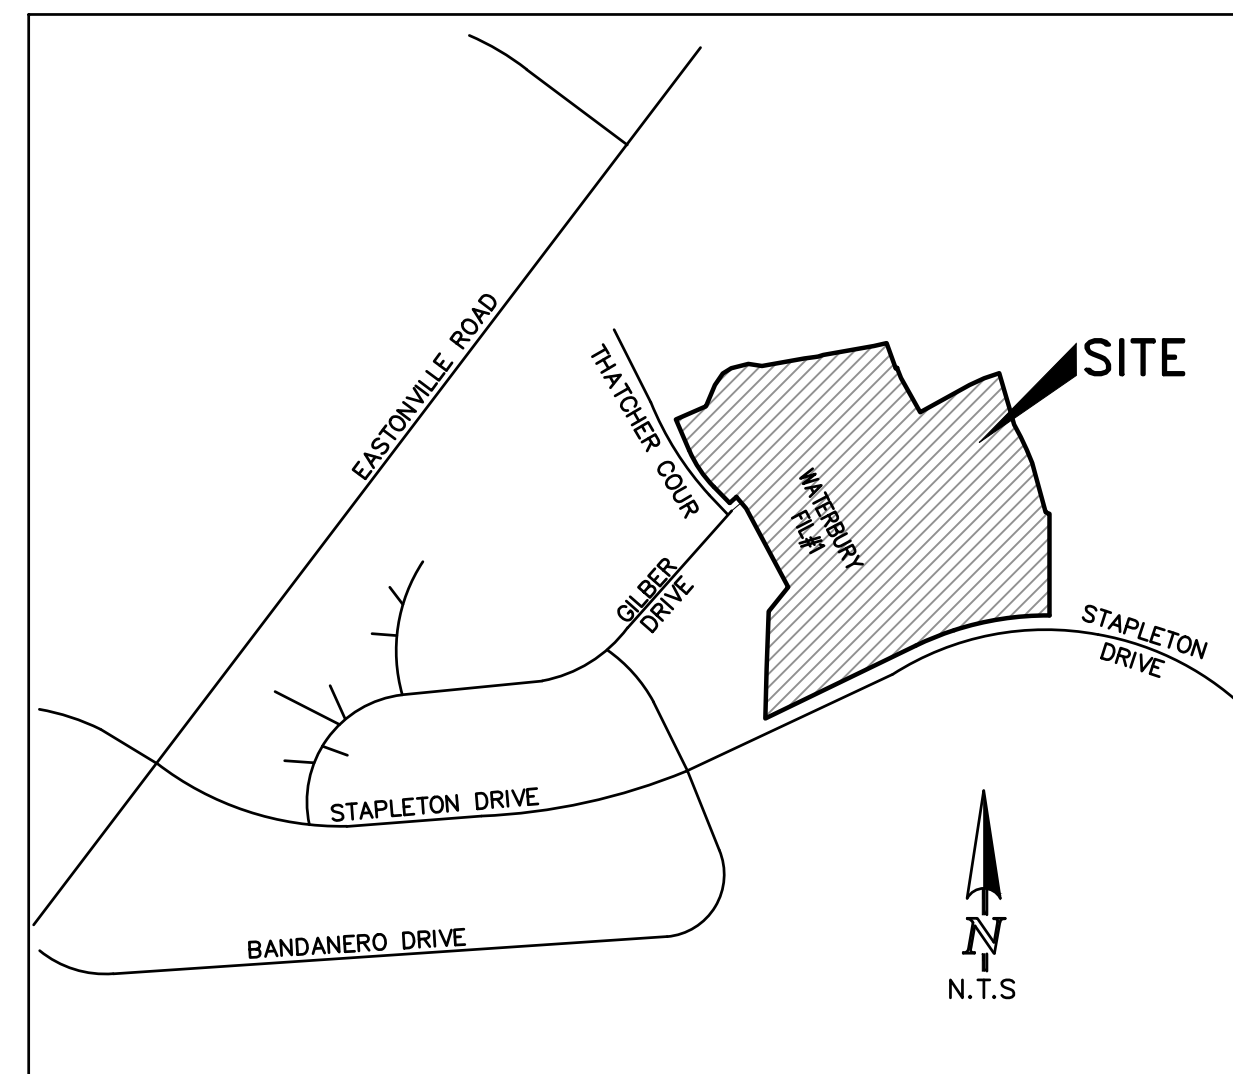 EASTONVILLE ROAD
SITE
THATCHER COUR
WATERBURY
FIL#1
GILBER
DRIVE
STAPLETON
DRIVE
STAPLETON DRIVE
BANDANERO DRIVE
N
N.T.S